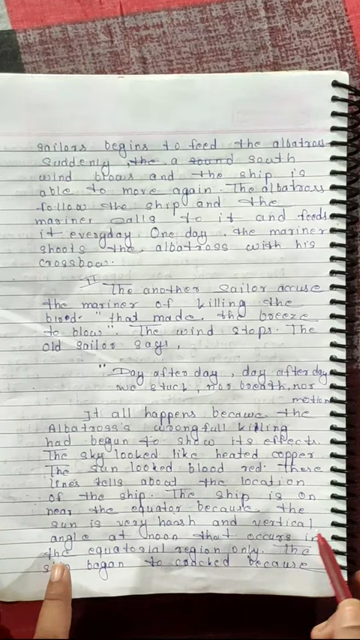 sailors begins to feed the albatross
Suddenly the a sound south
wind blows and the ship is
able to move again. The albatross
follow the ship and the
mariner calls to it and feeds
it everyday. One day, the mariner
shoots the albatross with his
crossbow.
II
The another sailor accuse
the mariner of killing the
bird "that made the breeze
to blow". The wind stops. The
old sailor says,
"Day after day, day after day
we stuck, nor breath, nor
motion
It all happens because the
Albatross's wrongfull killing
had begun to show its effects.
The sky looked like heated copper
The sun looked blood red. These
lines tells about the location
of the ship. The ship is on
near the equator because the
sun is very harsh and vertical
angle at noon that occurs in
the equatorial region only. The
began to cracked because